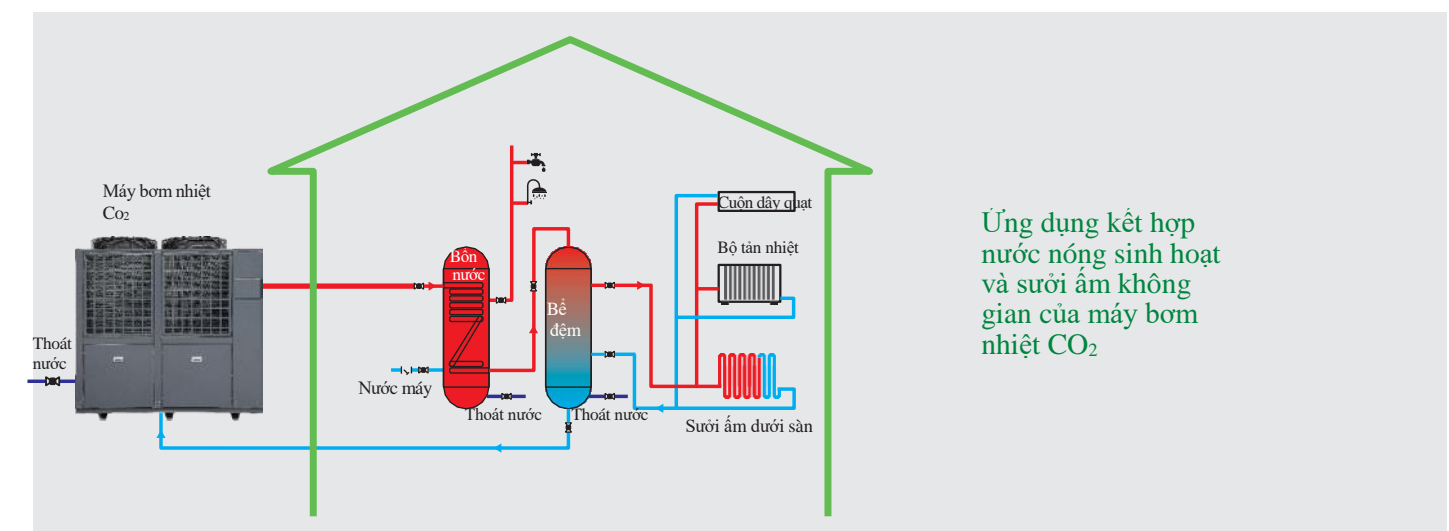 Máy bơm nhiệt
Co₂
Thoát
nước
Bôn
nước
Nước máy
Thoát nước
Bể
đệm
Thoát nước
Cuôn dây quạt
Bộ tản nhiệt
Sưởi ấm dưới sàn
Ứng dụng kết hợp
nước nóng sinh hoạt
và sưởi ấm không
gian của máy bơm
nhiệt CO₂